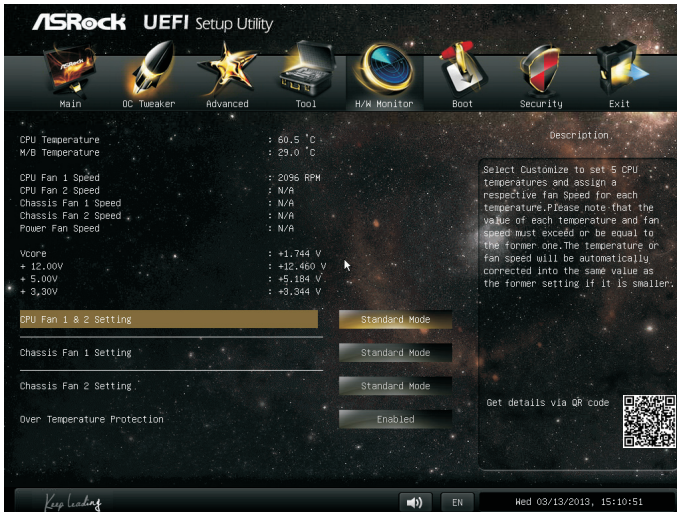 ASRock UEFI Setup Utility
ASRock
Main OC Tweaker Advanced Tool H/W Monitor Boot Security Exit
CPU Temperature : 60.5 °C
M/B Temperature : 29.0 °C
CPU Fan 1 Speed : 2096 RPM
CPU Fan 2 Speed : N/A
Chassis Fan 1 Speed : N/A
Chassis Fan 2 Speed : N/A
Power Fan Speed : N/A
Vcore : +1.744 V
+ 12.00V : +12.460 V
+ 5.00V : +5.184 V
+ 3.30V : +3.344 V
CPU Fan 1 & 2 Setting Standard Mode
Chassis Fan 1 Setting Standard Mode
Chassis Fan 2 Setting Standard Mode
Over Temperature Protection Enabled
Description
Select Customize to set 5 CPU
temperatures and assign a
respective fan Speed for each
temperature.Please note that the
value of each temperature and fan
speed must exceed or be equal to
the former one.The temperature or
fan speed will be automatically
corrected into the same value as
the former setting if it is smaller.
Get details via QR code
Keep Leading
EN
Wed 03/13/2013, 15:10:51